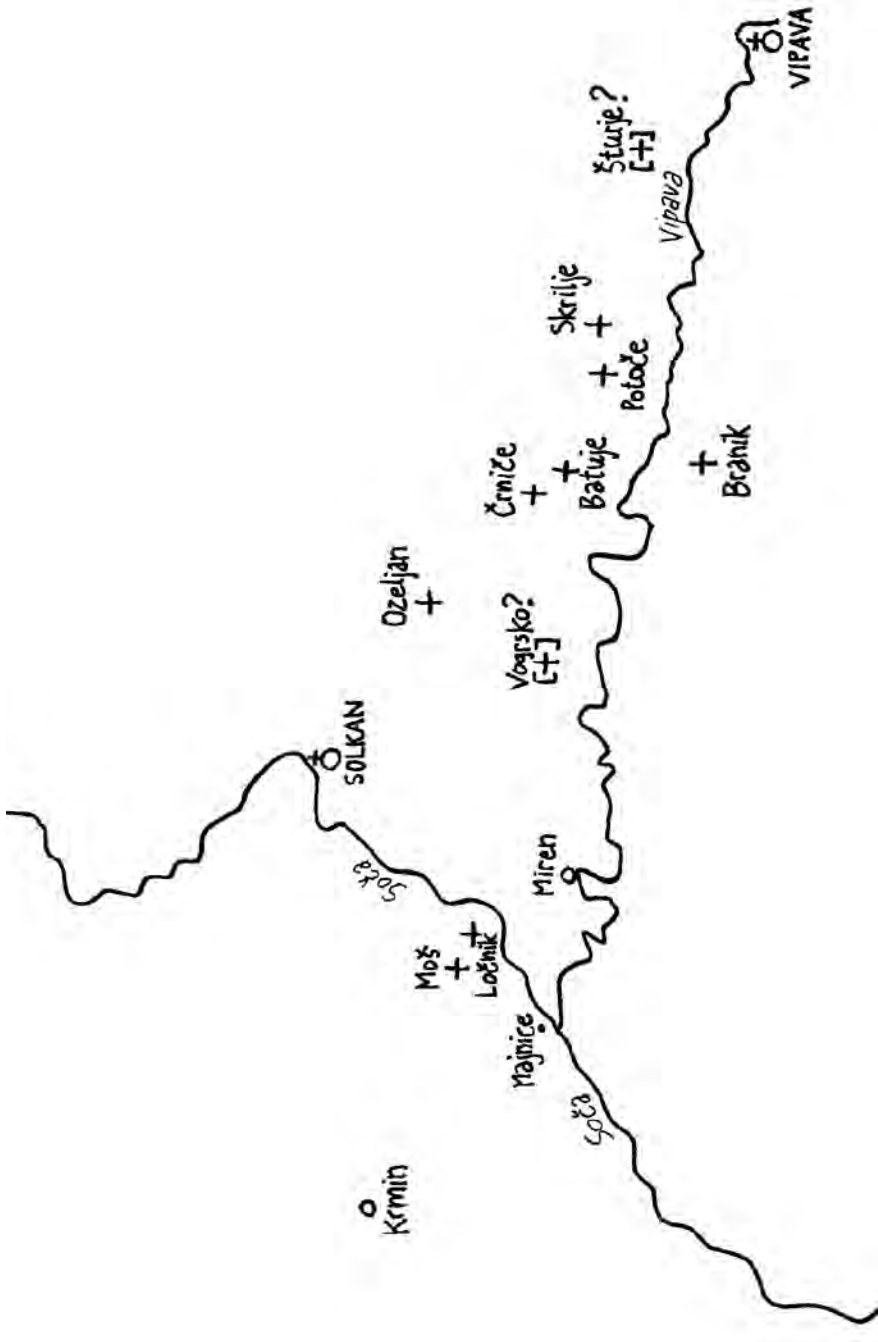 SOLKAN
Soča
Krmin
Ozeljan
Moš
Ločnik
Črniče
Vogrsko?
Majnice
Miren
Skrilje
Soča
Batuje
Šturje?
Potoče
Vipava
Branik
VIPAVA